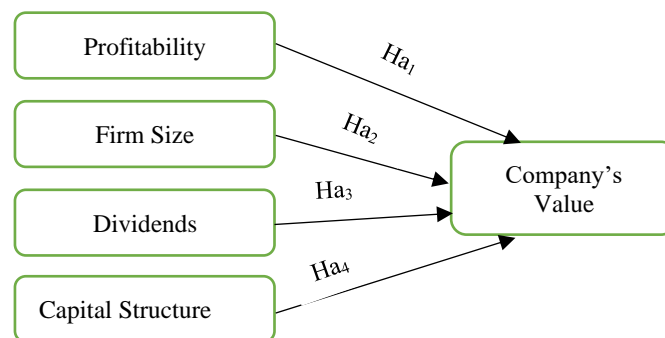 Profitability
Ha₁
Firm Size
Ha₂
Company’s
Value
Dividends
Ha₃
Capital Structure
Ha₄